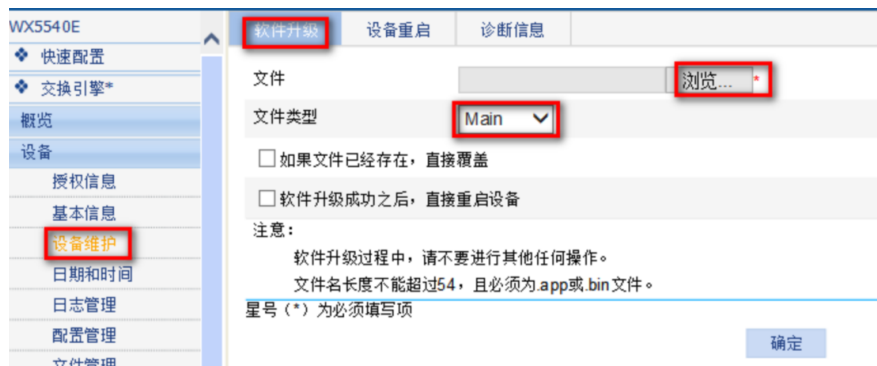 WX5540E
快速配置
交换引擎*
概览
设备
授权信息
基本信息
设备维护
日期和时间
日志管理
配置管理
文件管理
软件升级 设备重启 诊断信息
文件 浏览... *
文件类型 Main
如果文件已经存在，直接覆盖
软件升级成功之后，直接重启设备
注意：
软件升级过程中，请不要进行其他任何操作。
文件名长度不能超过54，且必须为.app或.bin文件。
星号（*）为必须填写项
确定